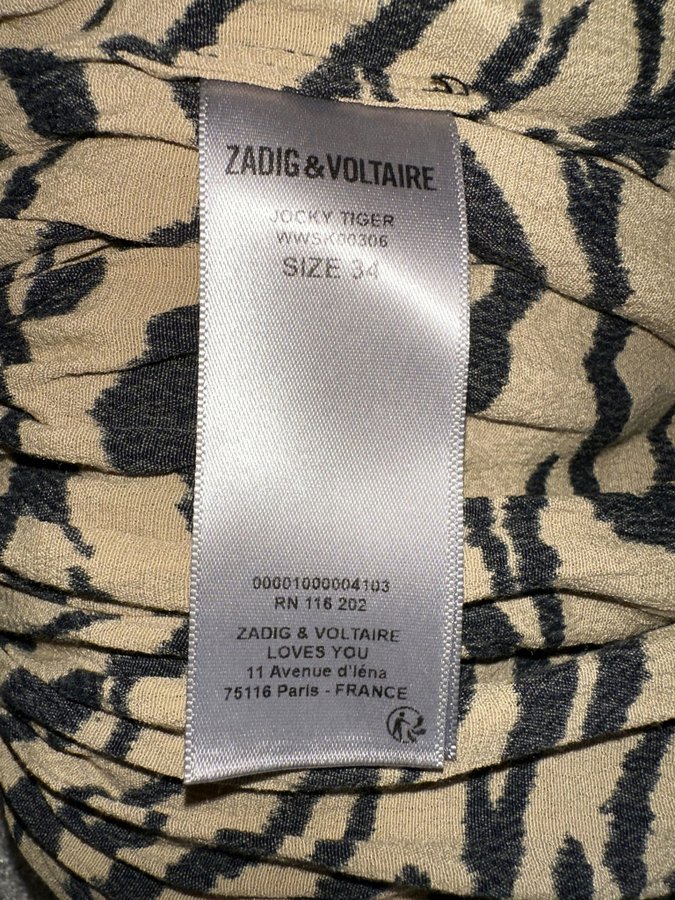 ZADIG & VOLTAIRE
JOCKY TIGER
WWSK00306
SIZE 34
00001000004103
RN 116 202
ZADIG & VOLTAIRE
LOVES YOU
11 Avenue d'Iéna
75116 Paris - FRANCE